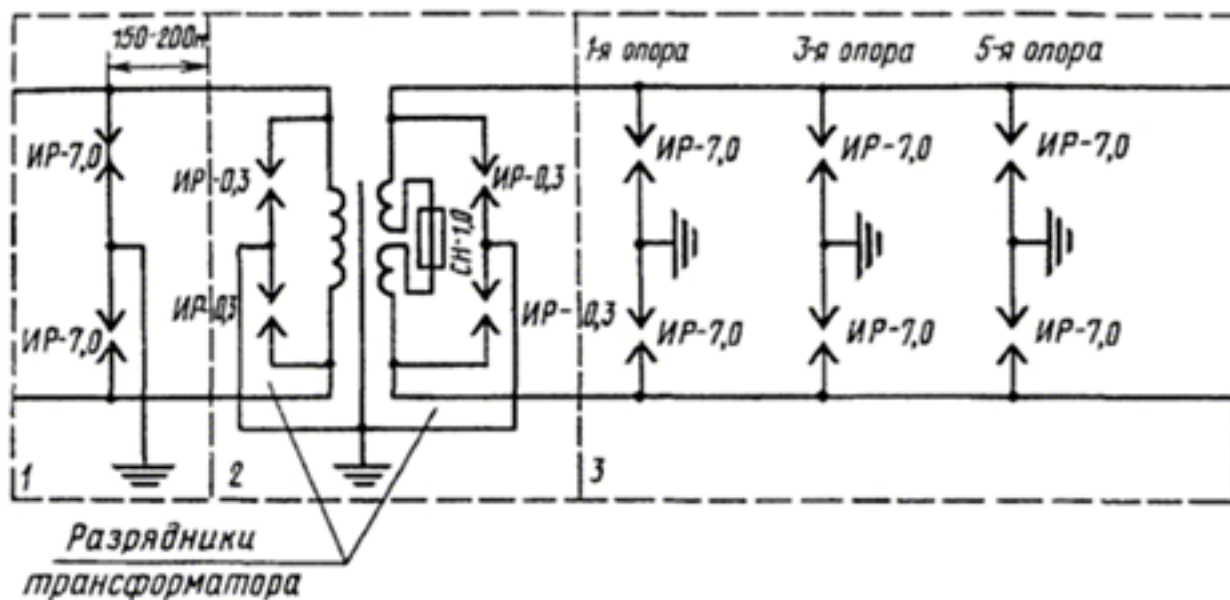 150-200м
1-я опора
3-я опора
5-я опора
ИР-7,0
ИР-0,3
ИР-0,3
СН-1,0
ИР-7,0
ИР-7,0
ИР-7,0
ИР-7,0
ИР-0,3
ИР-0,3
ИР-7,0
ИР-7,0
ИР-7,0
1
2
3
Разрядники
трансформатора